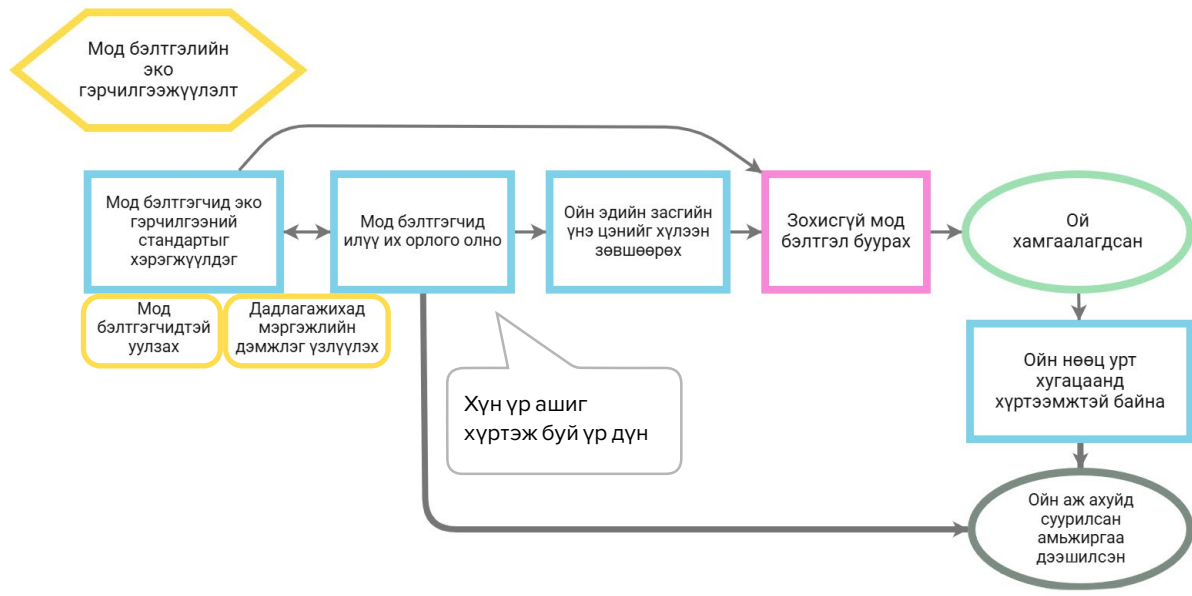 Мод бэлтгэлийн
эко
гэрчилгээжүүлэлт
Мод бэлтгэгчид эко
гэрчилгээний
стандартыг
хэрэгжүүлдэг
Мод бэлтгэгчид
илүү их орлого олно
Ойн эдийн засгийн
үнэ цэнийг хүлээн
зөвшөөрөх
Зохисгүй мод
бэлтгэл буурах
Ой
хамгаалагдсан
Мод
бэлтгэгчидтэй
уулзах
Дадлагажихад
мэргэжлийн
дэмжлэг үзлүүлэх
Хүн үр ашиг
хүртэж буй үр дүн
Ойн нөөц урт
хугацаанд
хүртээмжтэй байна
Ойн аж ахуйд
суурилсан
амьжиргаа
дээшилсэн